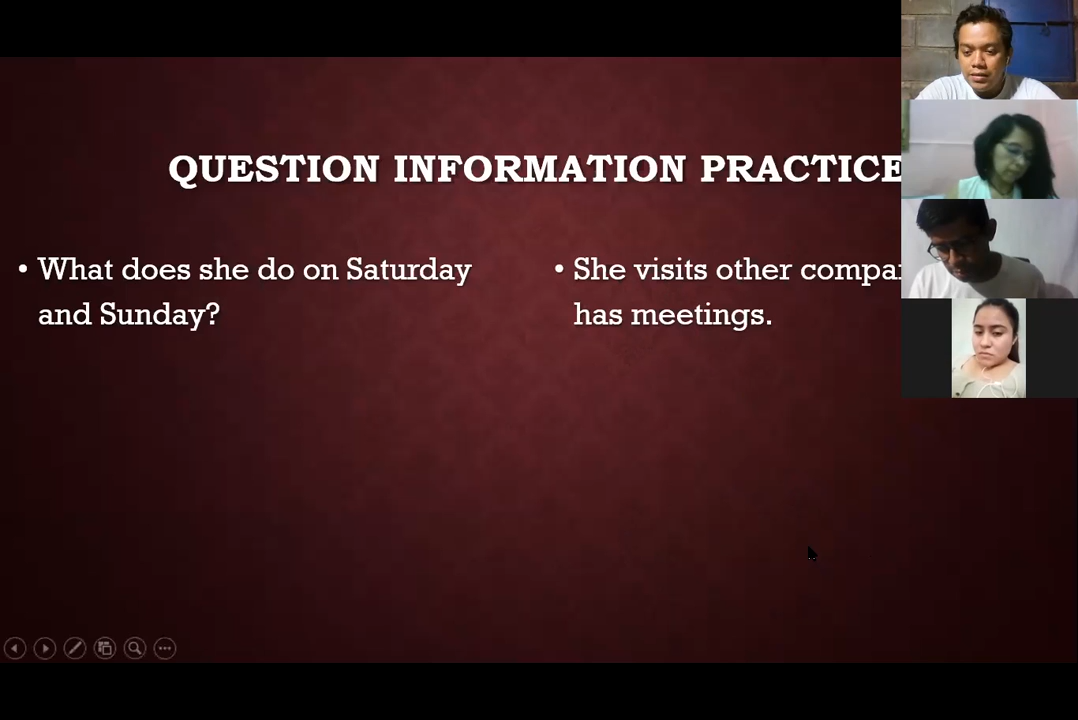 QUESTION INFORMATION PRACTICE
• What does she do on Saturday
and Sunday?
• She visits other
has meetings.